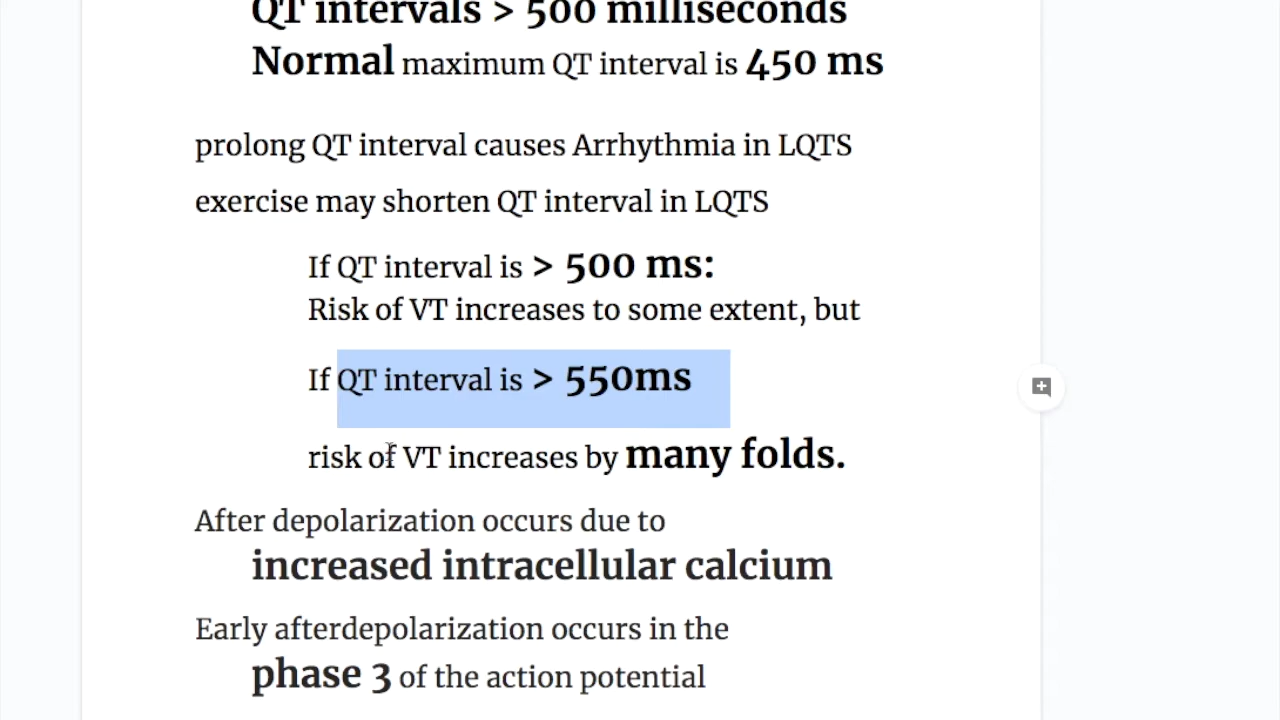 QT intervals > 500 milliseconds
Normal maximum QT interval is 450 ms
prolong QT interval causes Arrhythmia in LQTS
exercise may shorten QT interval in LQTS
If QT interval is > 500 ms:
Risk of VT increases to some extent, but
If QT interval is > 550ms
risk of VT increases by many folds.
After depolarization occurs due to
increased intracellular calcium
Early afterdepolarization occurs in the
phase 3 of the action potential